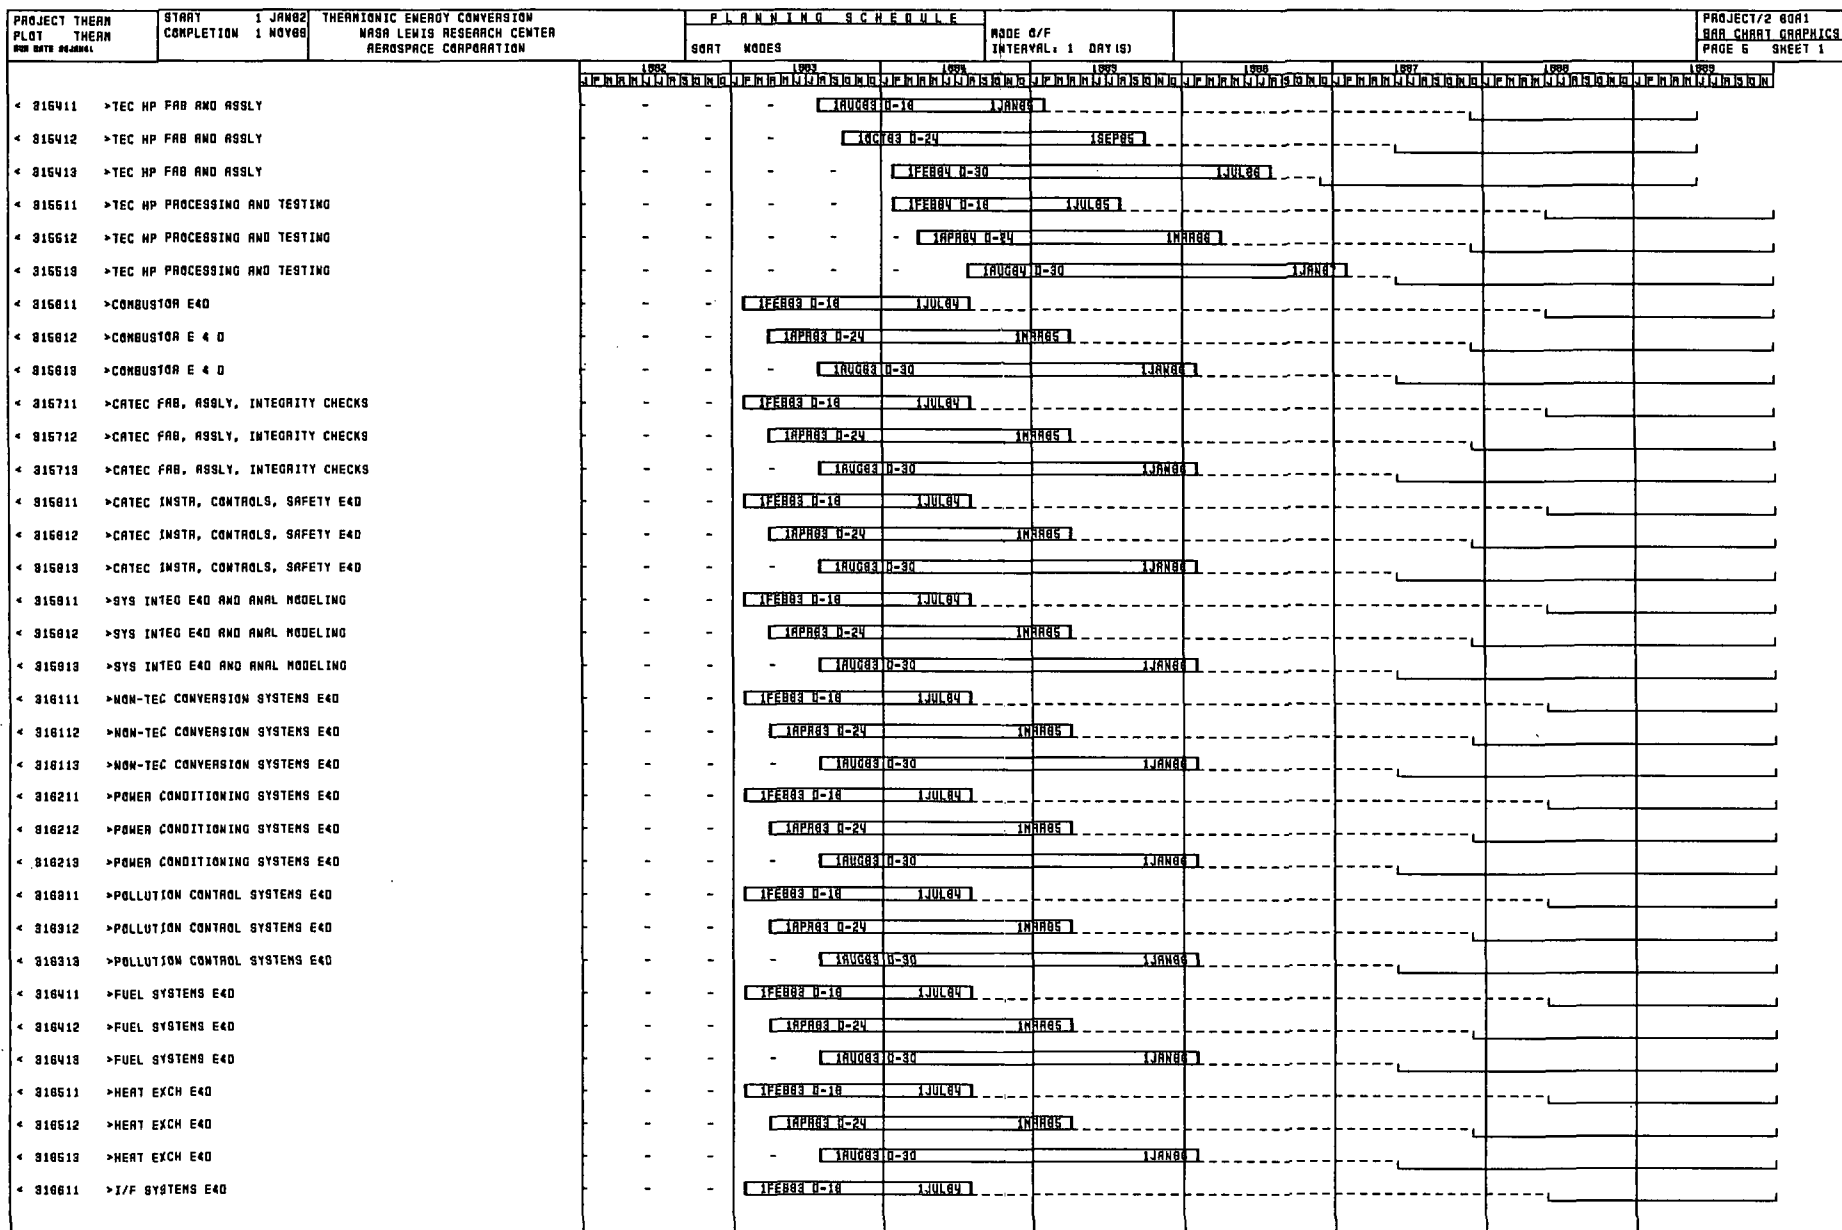 PROJECT THERM
PLOT THERM
RUN DATE
START 1 JAN82
COMPLETION 1 NOV89
THERMIONIC ENERGY CONVERSION
NASA LEWIS RESEARCH CENTER
AEROSPACE CORPORATION
PLANNING SCHEDULE
SORT NODES
MODE O/F
INTERVAL: 1 DAY(S)
PROJECT/2
BAR CHART GRAPHICS
PAGE 5 SHEET 1
1982 1983 1984 1985 1986 1987 1988 1989
J F M A M J J A S O N D J F M A M J J A S O N D J F M A M J J A S O N D J F M A M J J A S O N D J F M A M J J A S O N D J F M A M J J A S O N D J F M A M J J A S O N D J F M A M J J A S O N
< 315411 >TEC HP FAB AND ASSLY 1AUG83 D-18 1JAN85
< 315412 >TEC HP FAB AND ASSLY 1OCT83 D-24 1SEP85
< 315413 >TEC HP FAB AND ASSLY 1FEB84 D-30 1JUL86
< 315511 >TEC HP PROCESSING AND TESTING 1FEB84 D-18 1JUL85
< 315512 >TEC HP PROCESSING AND TESTING 1APR84 D-24 1MAR86
< 315513 >TEC HP PROCESSING AND TESTING 1AUG84 D-30 1JAN87
< 315611 >COMBUSTOR E&D 1FEB83 D-18 1JUL84
< 315612 >COMBUSTOR E & D 1APR83 D-24 1MAR85
< 315613 >COMBUSTOR E & D 1AUG83 D-30 1JAN86
< 315711 >CATEC FAB, ASSLY, INTEGRITY CHECKS 1FEB83 D-18 1JUL84
< 315712 >CATEC FAB, ASSLY, INTEGRITY CHECKS 1APR83 D-24 1MAR85
< 315713 >CATEC FAB, ASSLY, INTEGRITY CHECKS 1AUG83 D-30 1JAN86
< 315811 >CATEC INSTR, CONTROLS, SAFETY E&D 1FEB83 D-18 1JUL84
< 315812 >CATEC INSTR, CONTROLS, SAFETY E&D 1APR83 D-24 1MAR85
< 315813 >CATEC INSTR, CONTROLS, SAFETY E&D 1AUG83 D-30 1JAN86
< 315911 >SYS INTEG E&D AND ANAL MODELING 1FEB83 D-18 1JUL84
< 315912 >SYS INTEG E&D AND ANAL MODELING 1APR83 D-24 1MAR85
< 315913 >SYS INTEG E&D AND ANAL MODELING 1AUG83 D-30 1JAN86
< 316111 >NON-TEC CONVERSION SYSTEMS E&D 1FEB83 D-18 1JUL84
< 316112 >NON-TEC CONVERSION SYSTEMS E&D 1APR83 D-24 1MAR85
< 316113 >NON-TEC CONVERSION SYSTEMS E&D 1AUG83 D-30 1JAN86
< 316211 >POWER CONDITIONING SYSTEMS E&D 1FEB83 D-18 1JUL84
< 316212 >POWER CONDITIONING SYSTEMS E&D 1APR83 D-24 1MAR85
< 316213 >POWER CONDITIONING SYSTEMS E&D 1AUG83 D-30 1JAN86
< 316311 >POLLUTION CONTROL SYSTEMS E&D 1FEB83 D-18 1JUL84
< 316312 >POLLUTION CONTROL SYSTEMS E&D 1APR83 D-24 1MAR85
< 316313 >POLLUTION CONTROL SYSTEMS E&D 1AUG83 D-30 1JAN86
< 316411 >FUEL SYSTEMS E&D 1FEB83 D-18 1JUL84
< 316412 >FUEL SYSTEMS E&D 1APR83 D-24 1MAR85
< 316413 >FUEL SYSTEMS E&D 1AUG83 D-30 1JAN86
< 316511 >HEAT EXCH E&D 1FEB83 D-18 1JUL84
< 316512 >HEAT EXCH E&D 1APR83 D-24 1MAR85
< 316513 >HEAT EXCH E&D 1AUG83 D-30 1JAN86
< 316611 >I/F SYSTEMS E&D 1FEB83 D-18 1JUL84